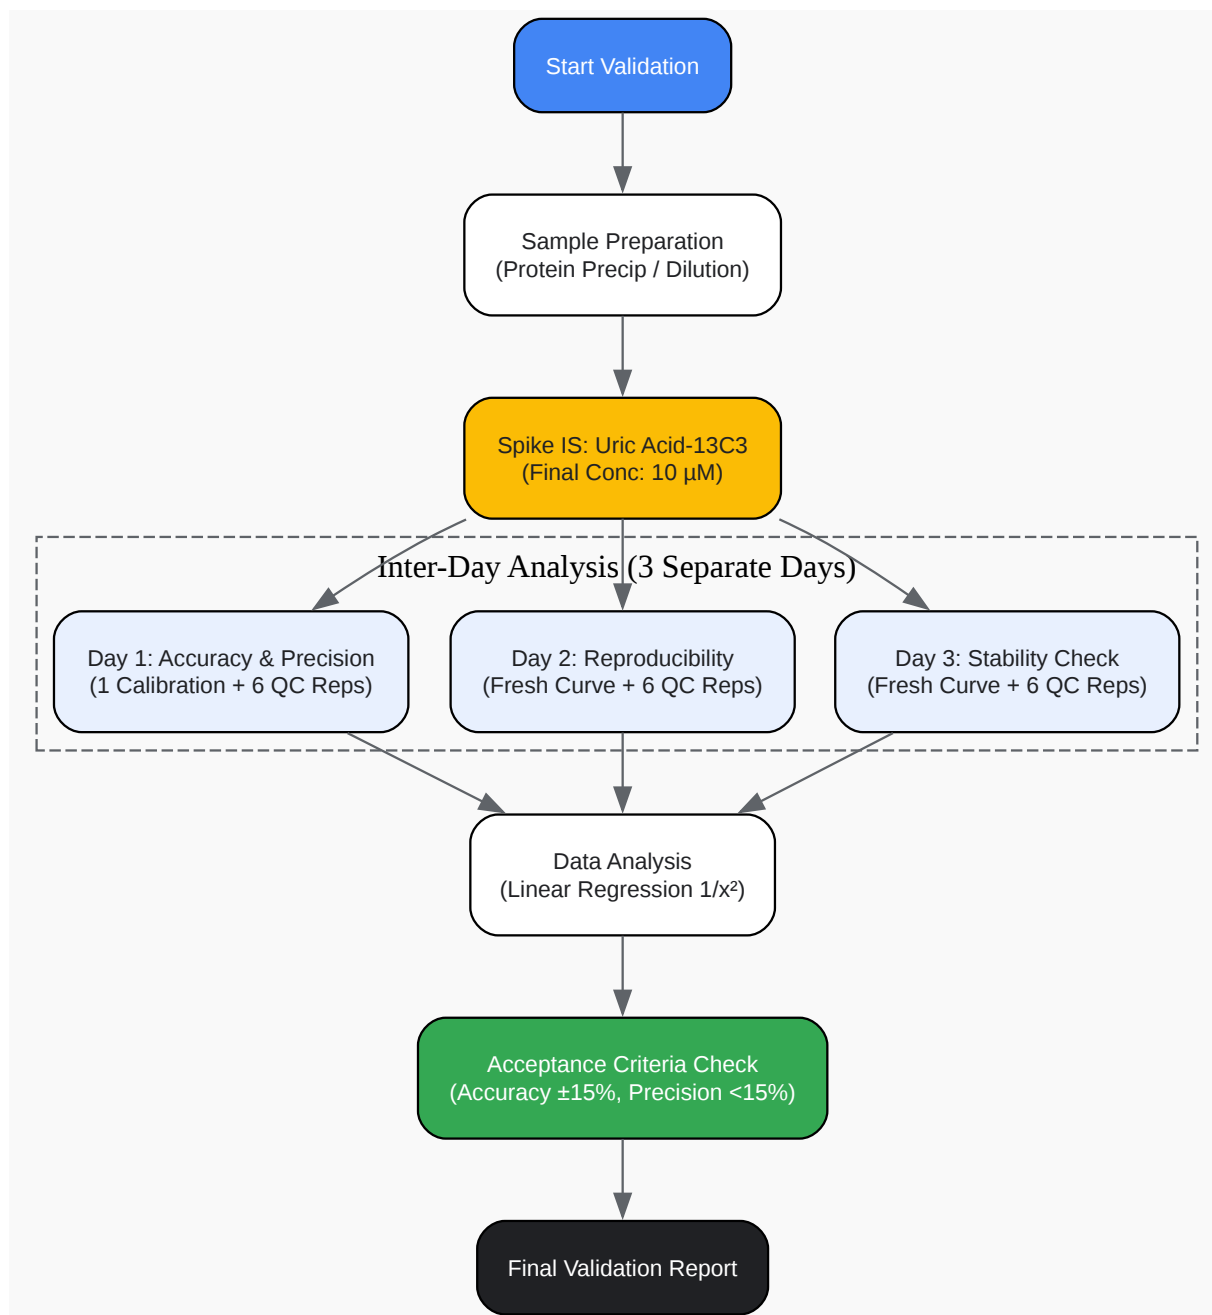 Start Validation
Sample Preparation
(Protein Precip / Dilution)
Spike IS: Uric Acid-13C3
(Final Conc: 10 µM)
Inter-Day Analysis (3 Separate Days)
Day 1: Accuracy & Precision
(1 Calibration + 6 QC Reps)
Day 2: Reproducibility
(Fresh Curve + 6 QC Reps)
Day 3: Stability Check
(Fresh Curve + 6 QC Reps)
Data Analysis
(Linear Regression 1/x²)
Acceptance Criteria Check
(Accuracy ±15%, Precision <15%)
Final Validation Report